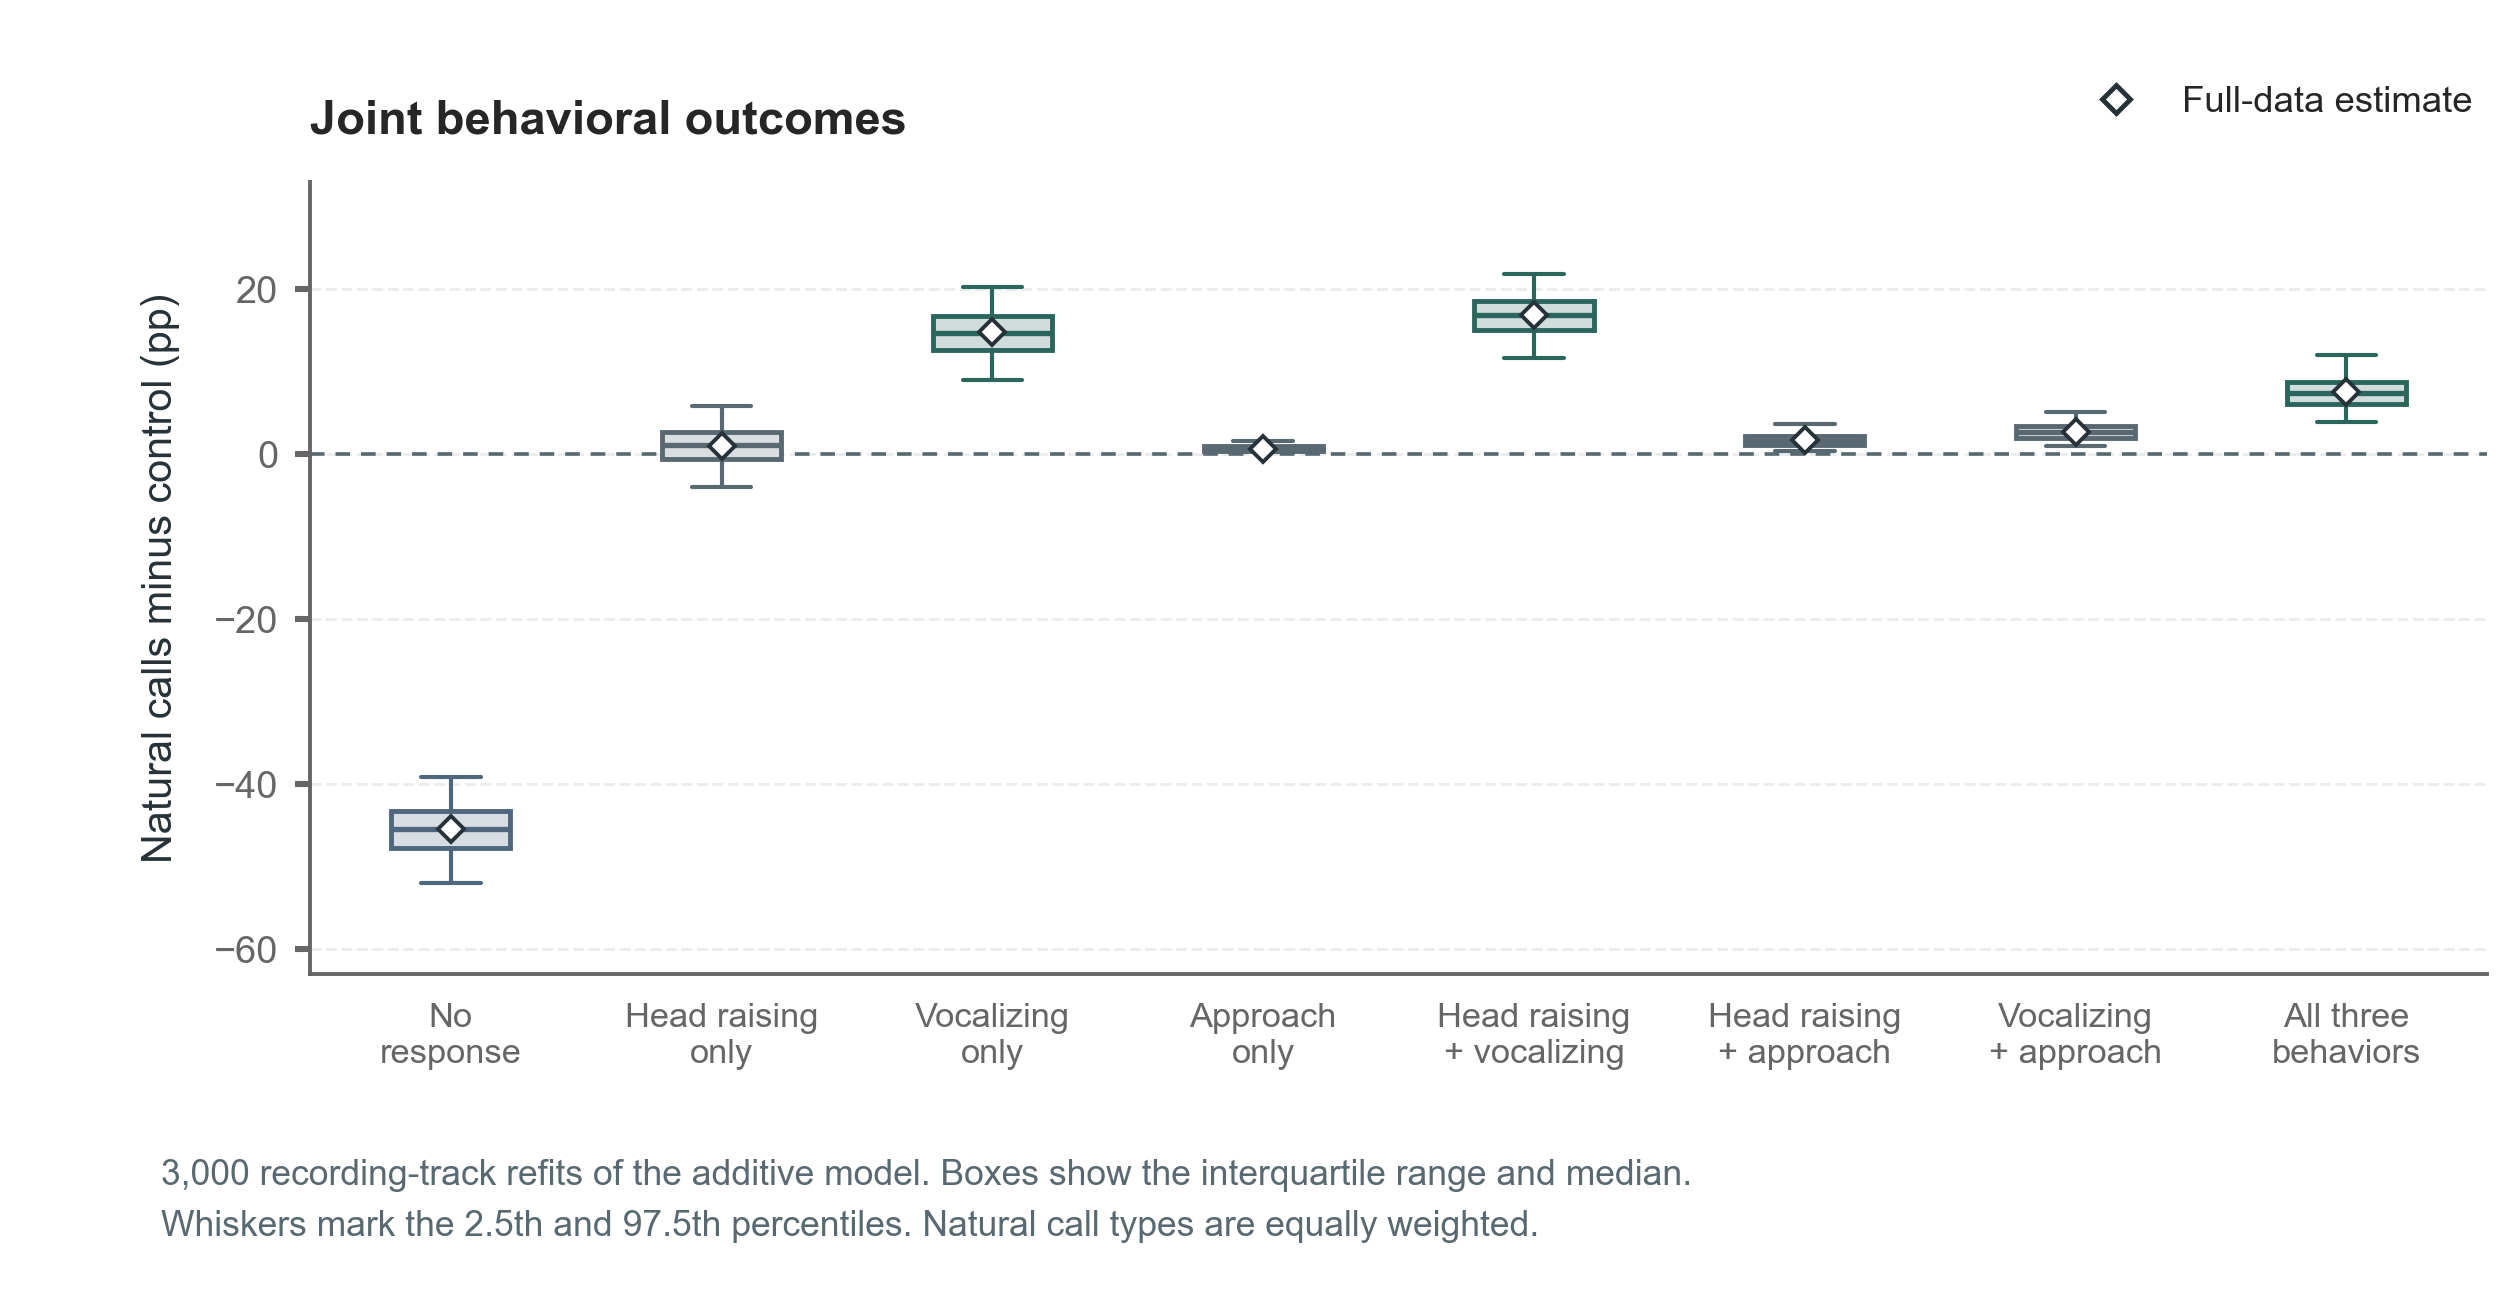 Full-data estimate
Joint behavioral outcomes
Natural calls minus control (pp)
20
0
−20
−40
−60
No
response
Head raising
only
Vocalizing
only
Approach
only
Head raising
+ vocalizing
Head raising
+ approach
Vocalizing
+ approach
All three
behaviors
3,000 recording-track refits of the additive model. Boxes show the interquartile range and median.
Whiskers mark the 2.5th and 97.5th percentiles. Natural call types are equally weighted.